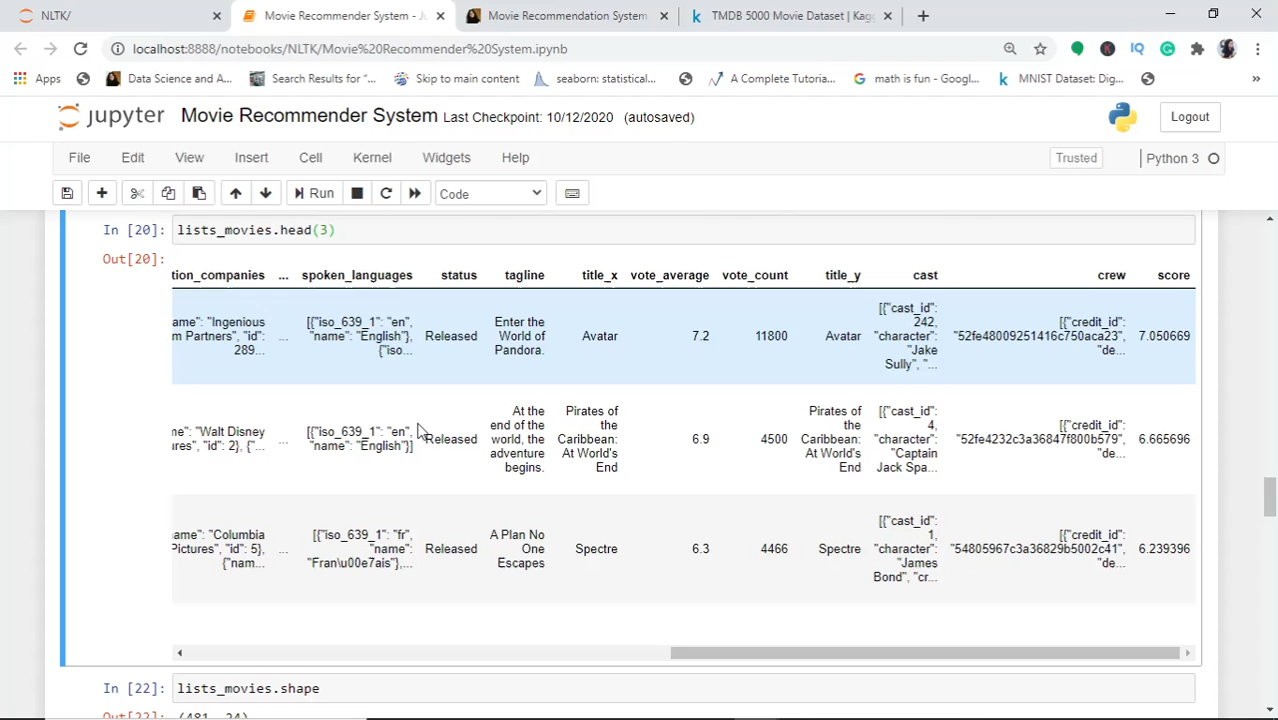 NLTK/
Movie Recommender System - Ju
Movie Recommendation System
TMDB 5000 Movie Dataset | Kagg
localhost:8888/notebooks/NLTK/Movie%20Recommender%20System.ipynb
Apps
Data Science and A...
Search Results for "...
Skip to main content
seaborn: statistical...
A Complete Tutoria...
math is fun - Googl...
MNIST Dataset: Dig...
»
jupyter Movie Recommender System Last Checkpoint: 10/12/2020 (autosaved)
Logout
File Edit View Insert Cell Kernel Widgets Help
Trusted
Python 3
Run
Code
In [20]: lists_movies.head(3)
Out[20]:
tion_companies ... spoken_languages status tagline title_x vote_average vote_count title_y cast crew score
ame": "Ingenious
m Partners", "id":
289...
...
[{"iso_639_1": "en",
"name": "English"},
{"iso...
Released
Enter the
World of
Pandora.
Avatar
7.2
11800
Avatar
[{"cast_id":
242,
"character":
"Jake
Sully", "...
[{"credit_id":
"52fe48009251416c750aca23",
"de...
7.050669
ne": "Walt Disney
ures", "id": 2}, {"...
...
[{"iso_639_1": "en",
"name": "English"}]
Released
At the
end of the
world, the
adventure
begins.
Pirates of
the
Caribbean:
At World's
End
6.9
4500
Pirates of
the
Caribbean:
At World's
End
[{"cast_id":
4,
"character":
"Captain
Jack Spa...
[{"credit_id":
"52fe4232c3a36847f800b579",
"de...
6.665696
ame": "Columbia
Pictures", "id": 5},
{"nam...
...
[{"iso_639_1": "fr",
"name":
"Fran\u00e7ais"},...
Released
A Plan No
One
Escapes
Spectre
6.3
4466
Spectre
[{"cast_id":
1,
"character":
"James
Bond", "cr...
[{"credit_id":
"54805967c3a36829b5002c41",
"de...
6.239396
In [22]: lists_movies.shape
Out[22]: (481, 24)